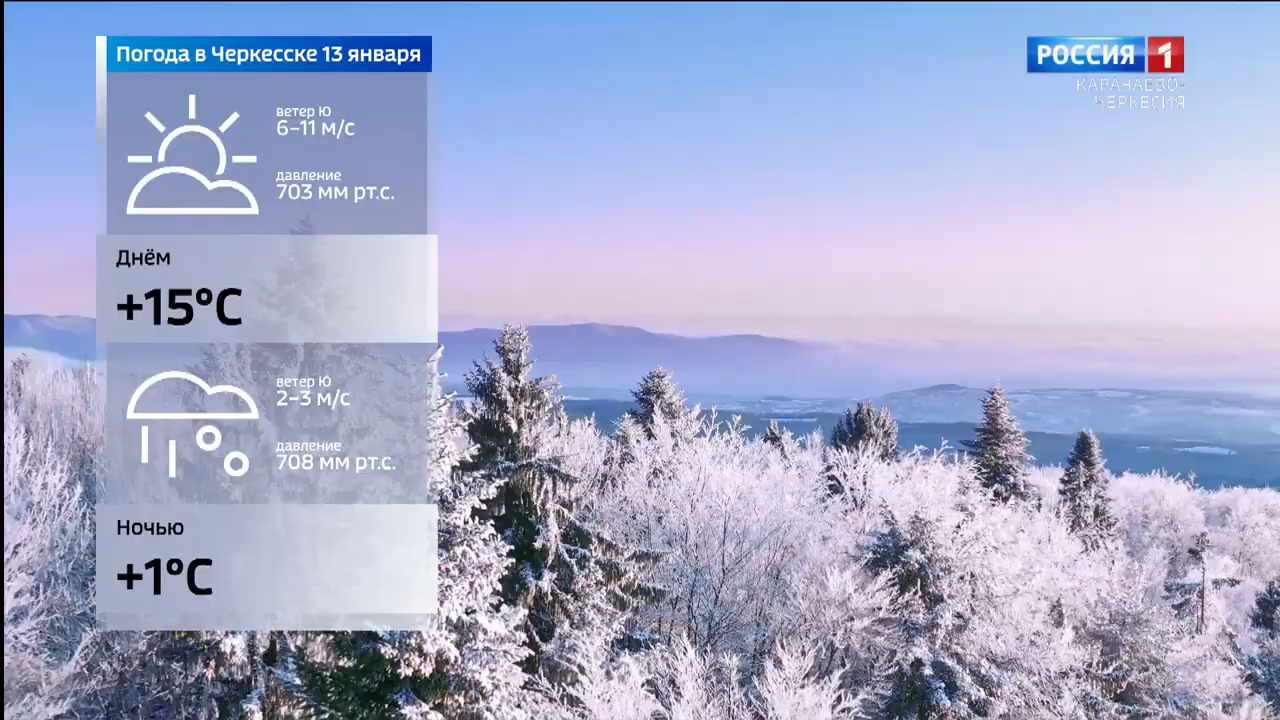 Погода в Черкесске 13 января
РОССИЯ 1
КАРАЧАЕВО-
ЧЕРКЕСИЯ
ветер Ю
6-11 м/с
давление
703 мм рт.с.
Днём
+15°C
ветер Ю
2-3 м/с
давление
708 мм рт.с.
Ночью
+1°C